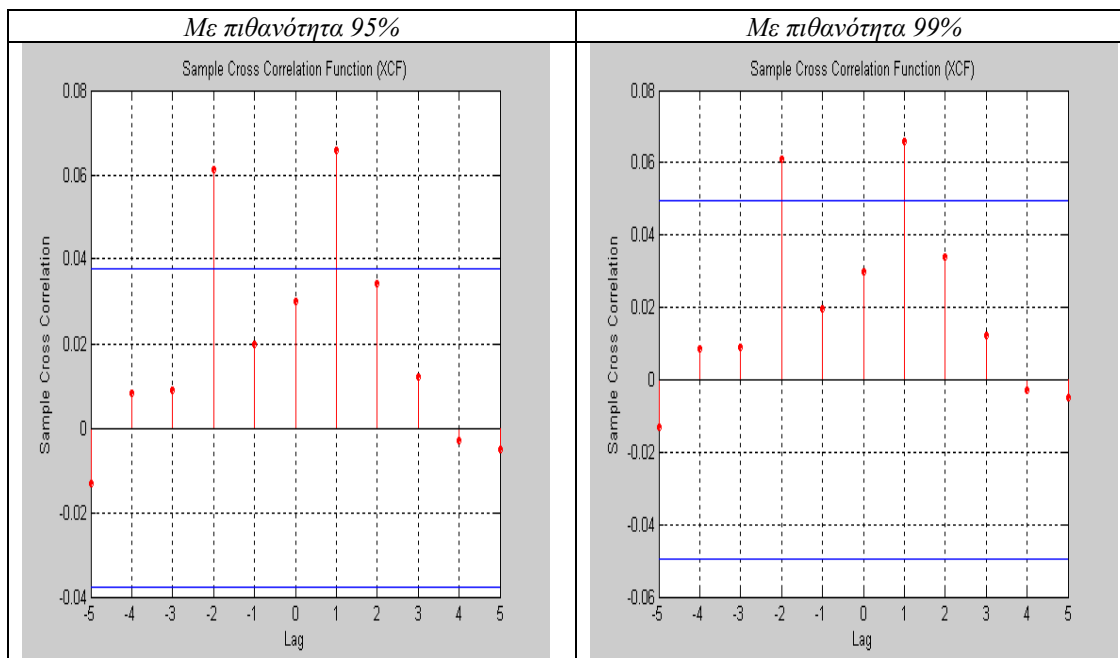 Με πιθανότητα 95%
Με πιθανότητα 99%
Sample Cross Correlation Function (XCF)
0.08
0.06
0.04
0.02
0
-0.02
-0.04
Sample Cross Correlation
-5 -4 -3 -2 -1 0 1 2 3 4 5
Lag
Sample Cross Correlation Function (XCF)
0.08
0.06
0.04
0.02
0
-0.02
-0.04
-0.06
Sample Cross Correlation
-5 -4 -3 -2 -1 0 1 2 3 4 5
Lag